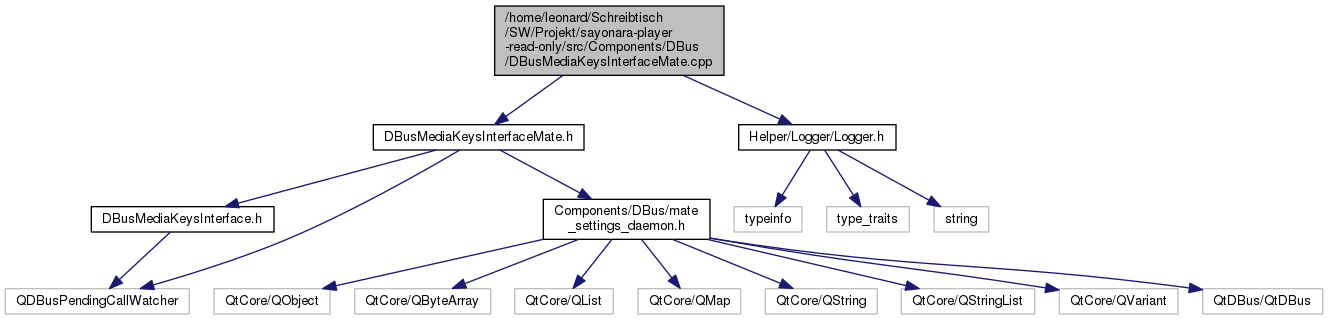 /home/leonard/Schreibtisch
/SW/Projekt/sayonara-player
-read-only/src/Components/DBus
/DBusMediaKeysInterfaceMate.cpp
DBusMediaKeysInterfaceMate.h
Helper/Logger/Logger.h
DBusMediaKeysInterface.h
Components/DBus/mate
_settings_daemon.h
typeinfo
type_traits
string
QDBusPendingCallWatcher
QtCore/QObject
QtCore/QByteArray
QtCore/QList
QtCore/QMap
QtCore/QString
QtCore/QStringList
QtCore/QVariant
QtDBus/QtDBus